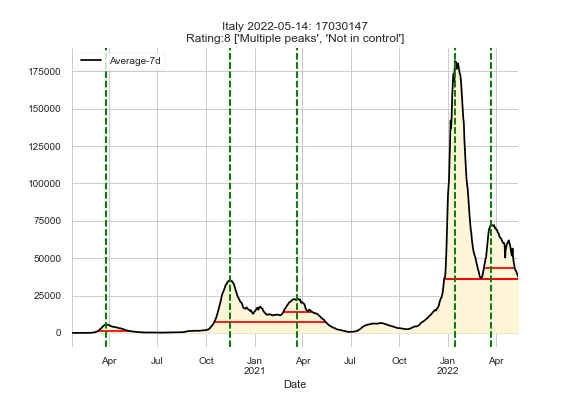 Italy 2022-05-14: 17030147
Rating:8 ['Multiple peaks', 'Not in control']
Average-7d
175000
150000
125000
100000
75000
50000
25000
0
Apr Jul Oct Jan Apr Jul Oct Jan Apr
2021 2022
Date